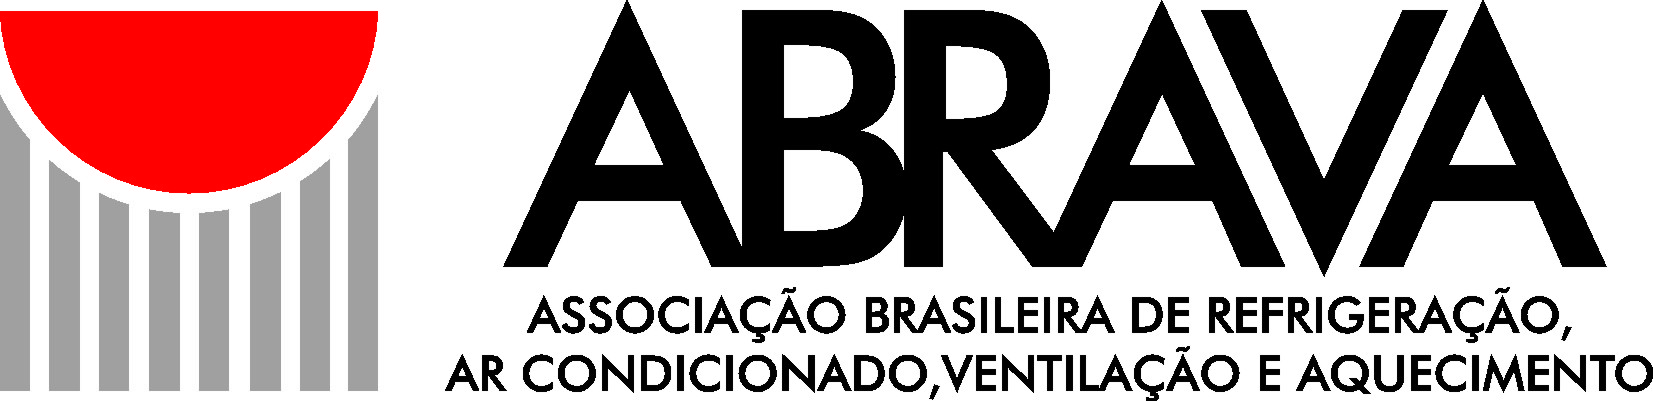 ABRAVA
ASSOCIAÇÃO BRASILEIRA DE REFRIGERAÇÃO,
AR CONDICIONADO,VENTILAÇÃO E AQUECIMENTO